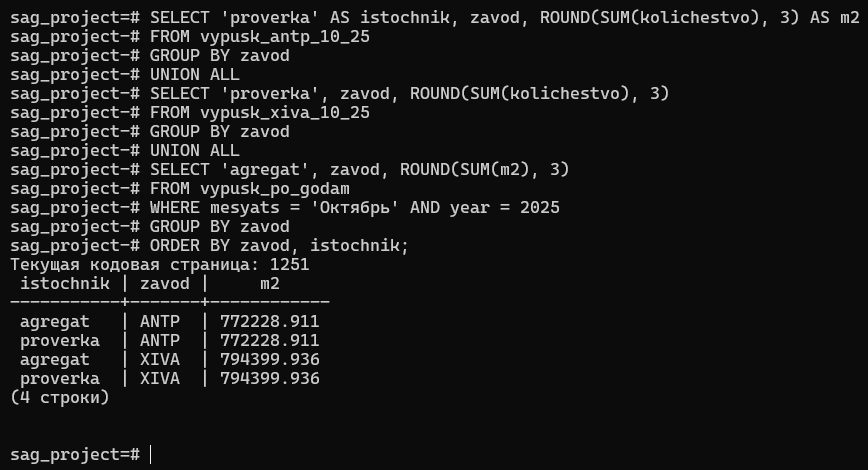 sag_project=# SELECT 'proverka' AS istochnik, zavod, ROUND(SUM(kolichestvo), 3) AS m2
sag_project-# FROM vypusk_antp_10_25
sag_project-# GROUP BY zavod
sag_project-# UNION ALL
sag_project-# SELECT 'proverka', zavod, ROUND(SUM(kolichestvo), 3)
sag_project-# FROM vypusk_xiva_10_25
sag_project-# GROUP BY zavod
sag_project-# UNION ALL
sag_project-# SELECT 'agregat', zavod, ROUND(SUM(m2), 3)
sag_project-# FROM vypusk_po_godam
sag_project-# WHERE mesyats = 'Октябрь' AND year = 2025
sag_project-# GROUP BY zavod
sag_project-# ORDER BY zavod, istochnik;
Текущая кодовая страница: 1251
 istochnik | zavod |     m2
-----------+-------+------------
 agregat   | ANTP  | 772228.911
 proverka  | ANTP  | 772228.911
 agregat   | XIVA  | 794399.936
 proverka  | XIVA  | 794399.936
(4 строки)
sag_project=#